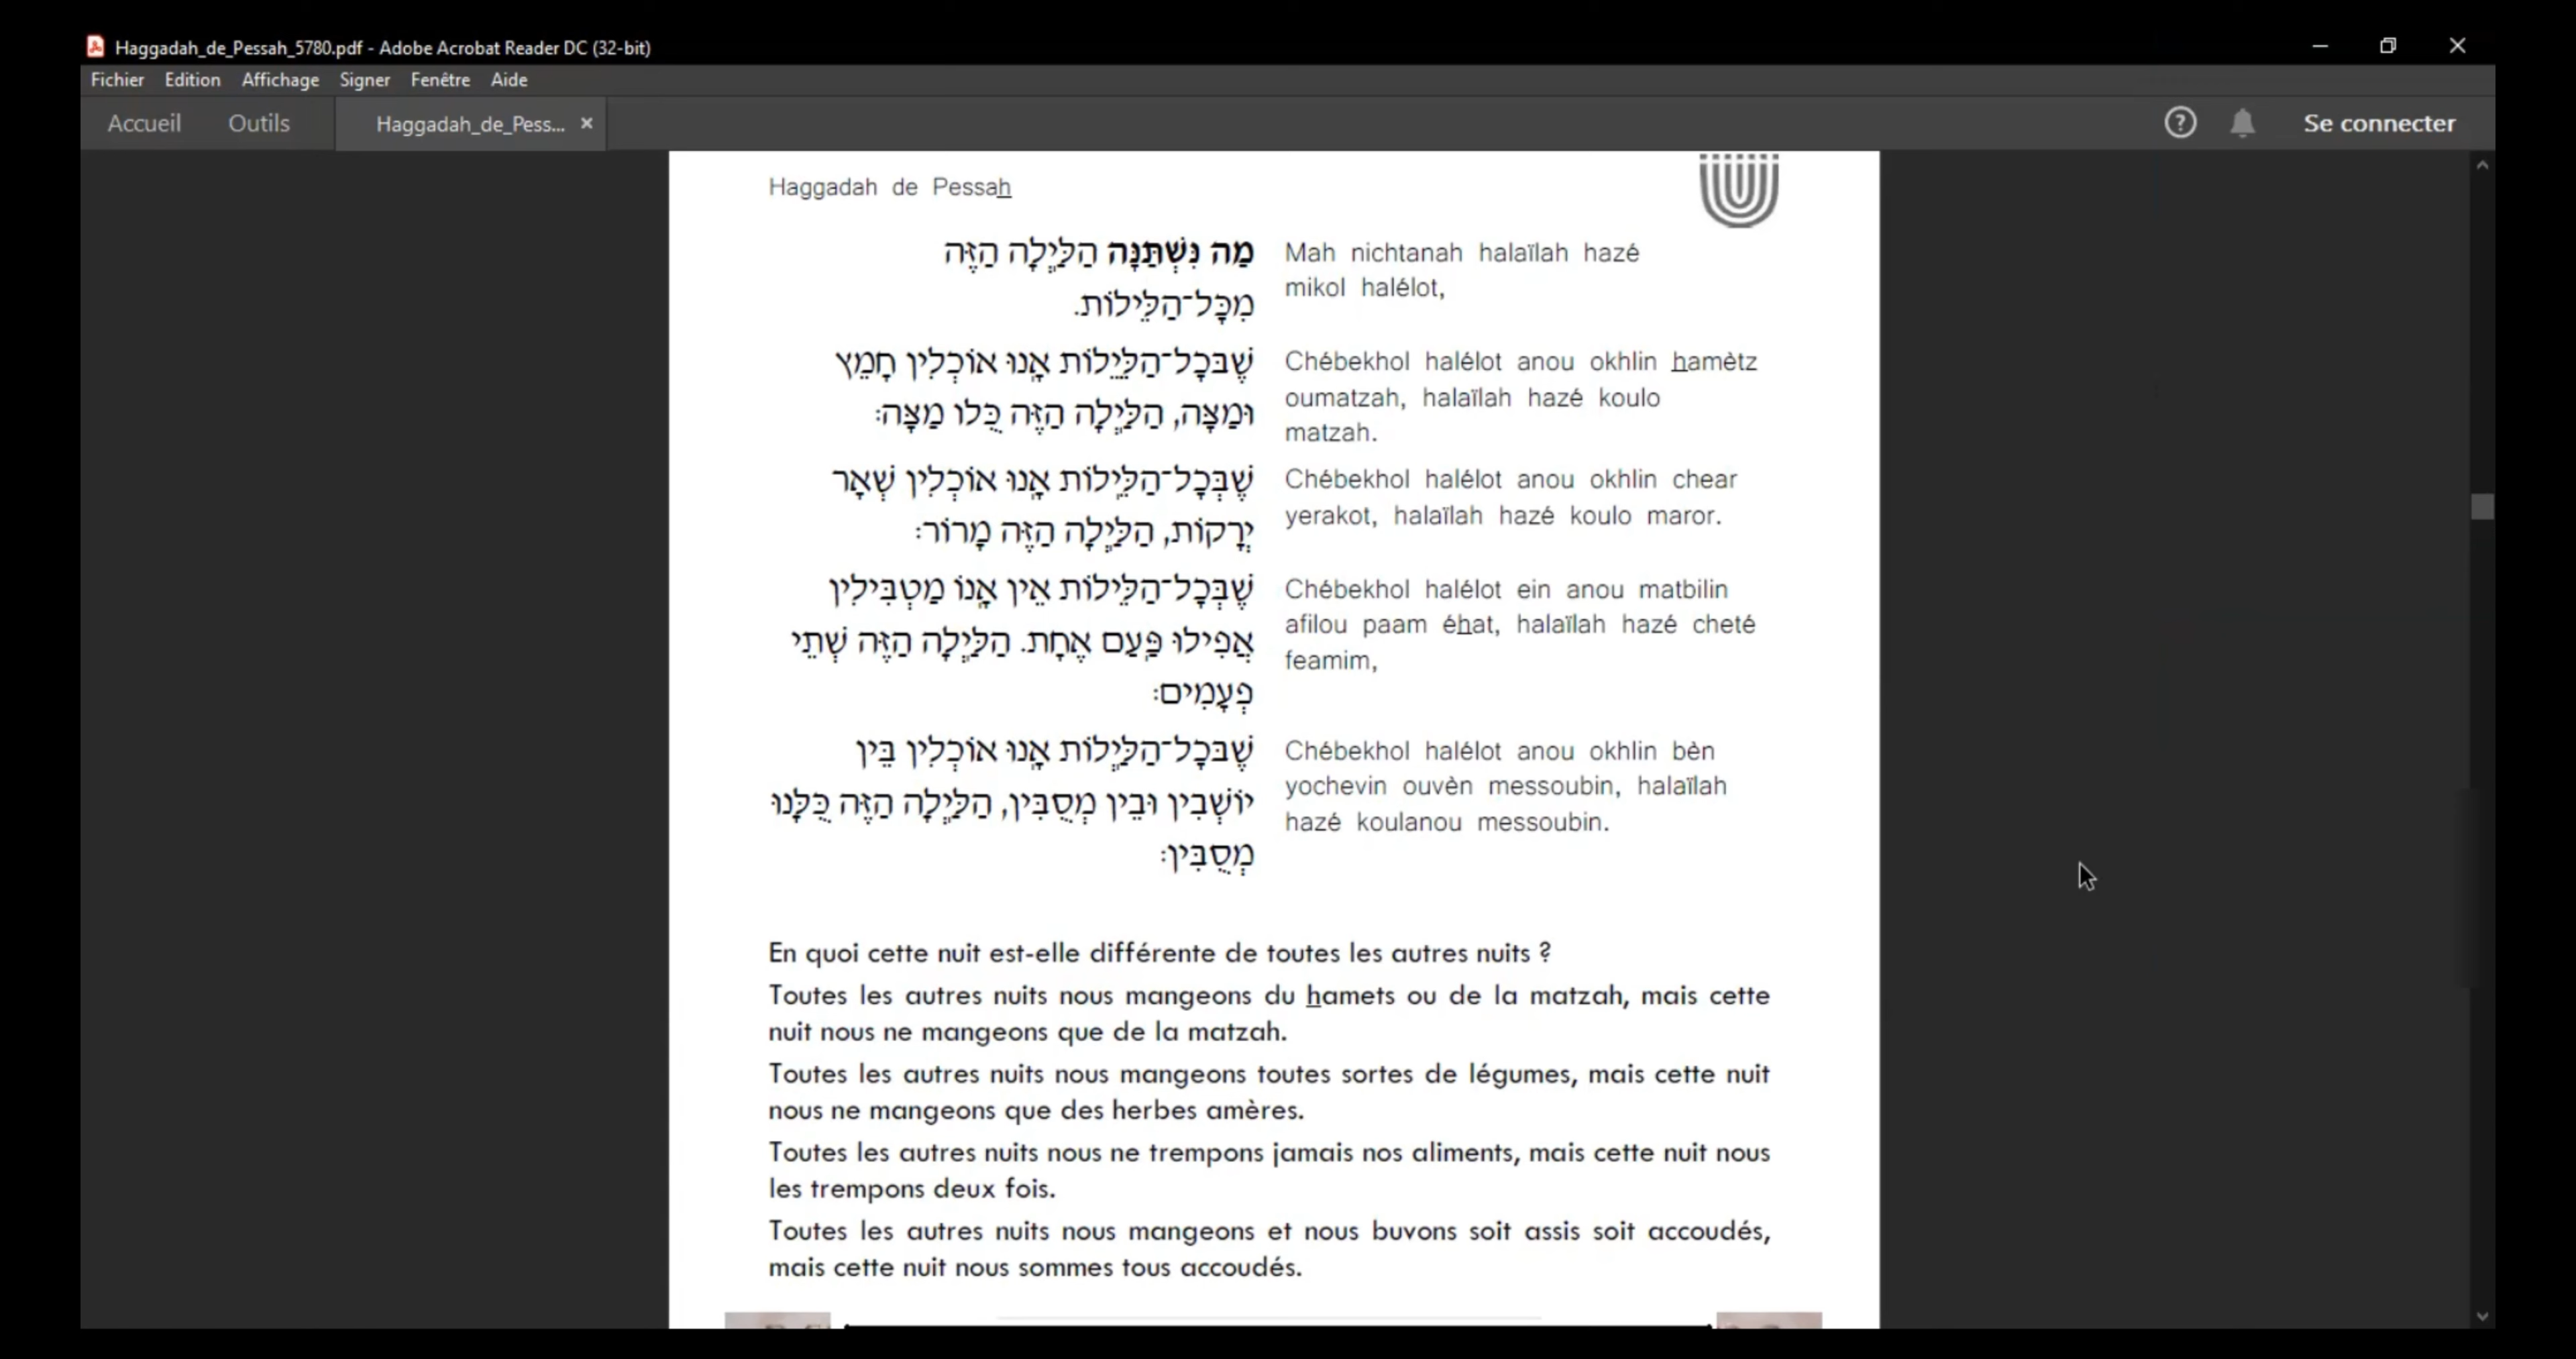 Haggadah_de_Pessah_5780.pdf - Adobe Acrobat Reader DC (32-bit)
Fichier Edition Affichage Signer Fenêtre Aide
Accueil Outils Haggadah_de_Pess... × Se connecter
Haggadah de Pessah
מַה נִּשְׁתַּנָּה הַלַּיְלָה הַזֶּה
מִכָּל־הַלֵּילוֹת.
Mah nichtanah halaïlah hazé
mikol halélot,
שֶׁבּכָל־הַלֵּילוֹת אָנוּ אוֹכְלִין חָמֵץ
וּמַצָּה, הַלַּיְלָה הַזֶּה כֻּלו מַצָּה:
Chébekhol halélot anou okhlin hamètz
oumatzah, halaïlah hazé koulo
matzah.
שֶׁבְּכָל־הַלֵּילוֹת אָנוּ אוֹכְלִין שְׁאָר
יְרָקוֹת, הַלַּיְלָה הַזֶּה מָרוֹר:
Chébekhol halélot anou okhlin chear
yerakot, halaïlah hazé koulo maror.
שֶׁבְּכָל־הַלֵּילוֹת אֵין אָנוֹ מַטְבִּילִין
אֲפִילוּ פַּעַם אֶחָת. הַלַּיְלָה הַזֶּה שְׁתֵי
פְעָמִים:
Chébekhol halélot ein anou matbilin
afilou paam éhat, halaïlah hazé cheté
feamim,
שֶׁבּכָל־הַלַּיְלוֹת אָנוּ אוֹכְלִין בֵּין
יוֹשְׁבִין וּבֵין מְסֻבִּין, הַלַּיְלָה הַזֶּה כֻּלָּנוּ
מְסֻבִּין:
Chébekhol halélot anou okhlin bèn
yochevin ouvèn messoubin, halaïlah
hazé koulanou messoubin.
En quoi cette nuit est-elle différente de toutes les autres nuits ?
Toutes les autres nuits nous mangeons du hamets ou de la matzah, mais cette
nuit nous ne mangeons que de la matzah.
Toutes les autres nuits nous mangeons toutes sortes de légumes, mais cette nuit
nous ne mangeons que des herbes amères.
Toutes les autres nuits nous ne trempons jamais nos aliments, mais cette nuit nous
les trempons deux fois.
Toutes les autres nuits nous mangeons et nous buvons soit assis soit accoudés,
mais cette nuit nous sommes tous accoudés.